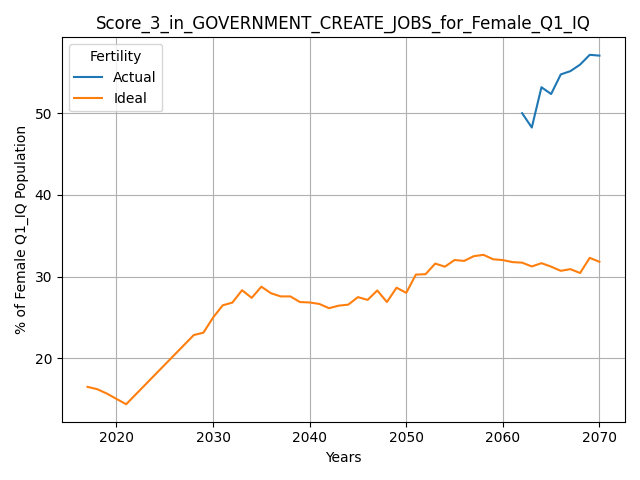 Score_3_in_GOVERNMENT_CREATE_JOBS_for_Female_Q1_IQ
Fertility
Actual
Ideal
% of Female Q1_IQ Population
50
40
30
20
2020 2030 2040 2050 2060 2070
Years